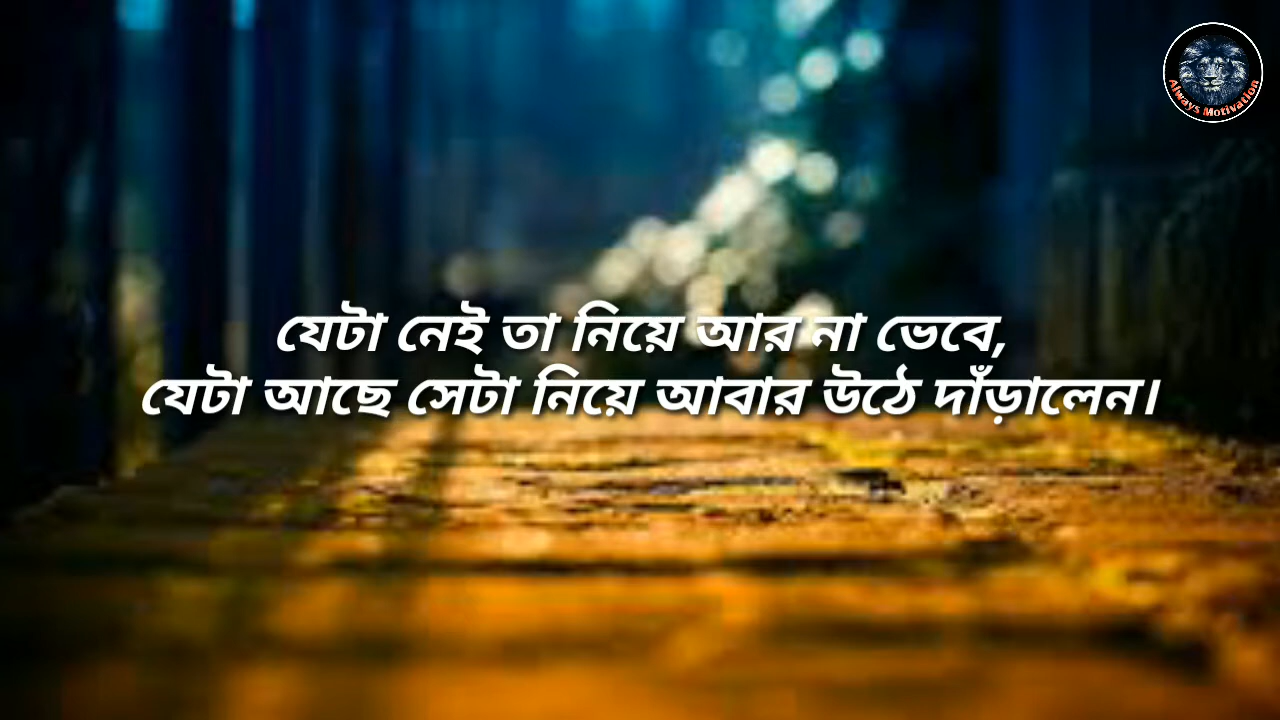 Always Motivation
যেটা নেই তা নিয়ে আর না ভেবে,
যেটা আছে সেটা নিয়ে আবার উঠে দাঁড়ালেন।